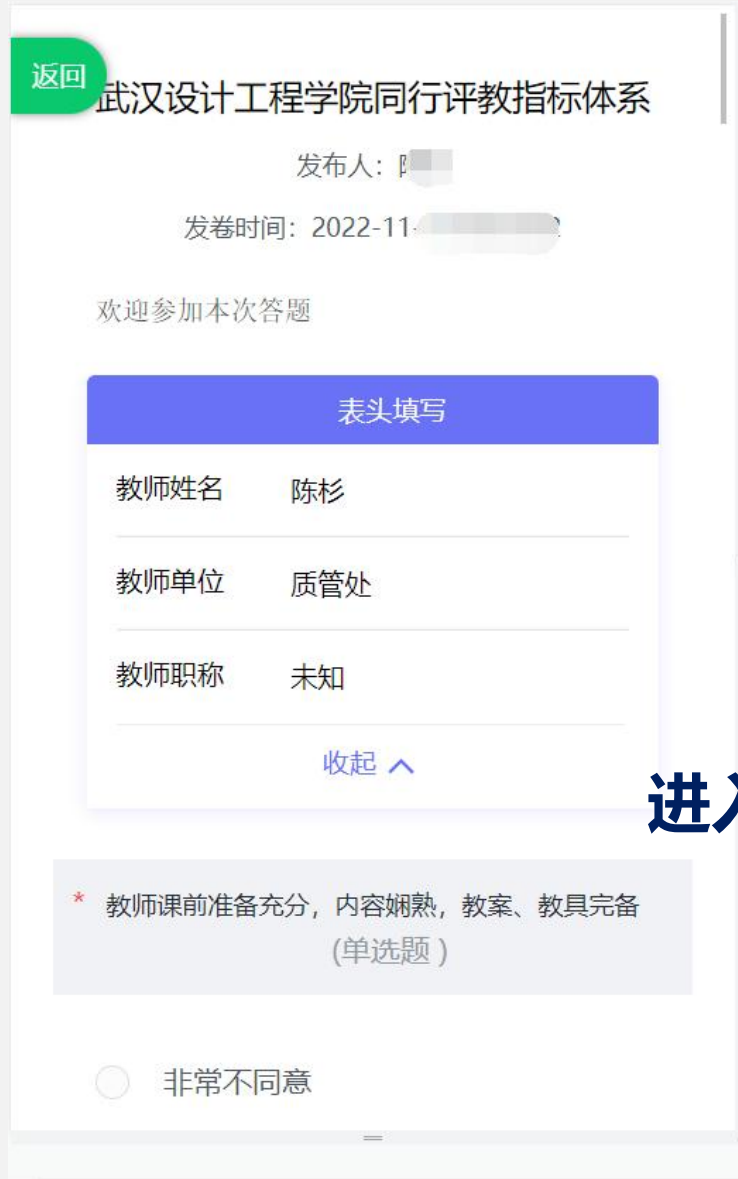 返回
武汉设计工程学院同行评教指标体系
发布人：
发卷时间：2022-11-
欢迎参加本次答题
表头填写
教师姓名 陈杉
教师单位 质管处
教师职称 未知
收起
进入
* 教师课前准备充分，内容娴熟，教案、教具完备
(单选题 )
非常不同意